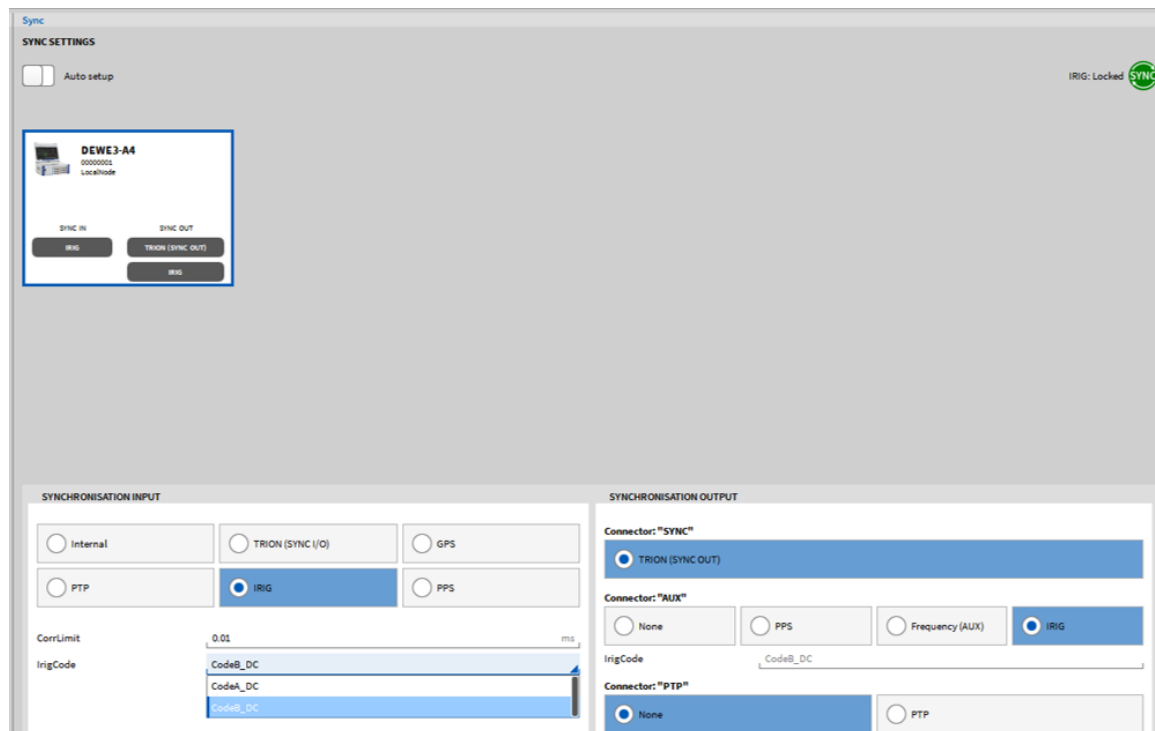 Sync
SYNC SETTINGS
Auto setup
IRIG: Locked SYNC
DEWE3-A4
00000001
LocalNode
SYNC IN SYNC OUT
IRIG TRION (SYNC OUT)
IRIG
SYNCHRONISATION INPUT
Internal TRION (SYNC I/O) GPS
PTP IRIG PPS
CorrLimit 0.01 ms
IrigCode CodeB_DC
CodeA_DC
CodeB_DC
SYNCHRONISATION OUTPUT
Connector: "SYNC"
TRION (SYNC OUT)
Connector: "AUX"
None PPS Frequency (AUX) IRIG
IrigCode CodeB_DC
Connector: "PTP"
None PTP